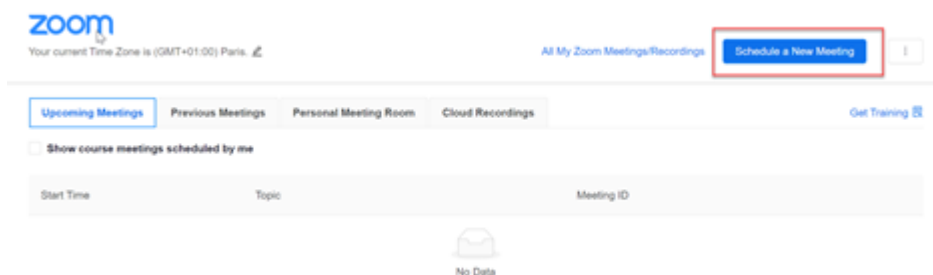 zoom
Your current Time Zone is (GMT+01:00) Paris.
All My Zoom Meetings/Recordings
Schedule a New Meeting
Upcoming Meetings Previous Meetings Personal Meeting Room Cloud Recordings Get Training
Show course meetings scheduled by me
Start Time Topic Meeting ID
No Data